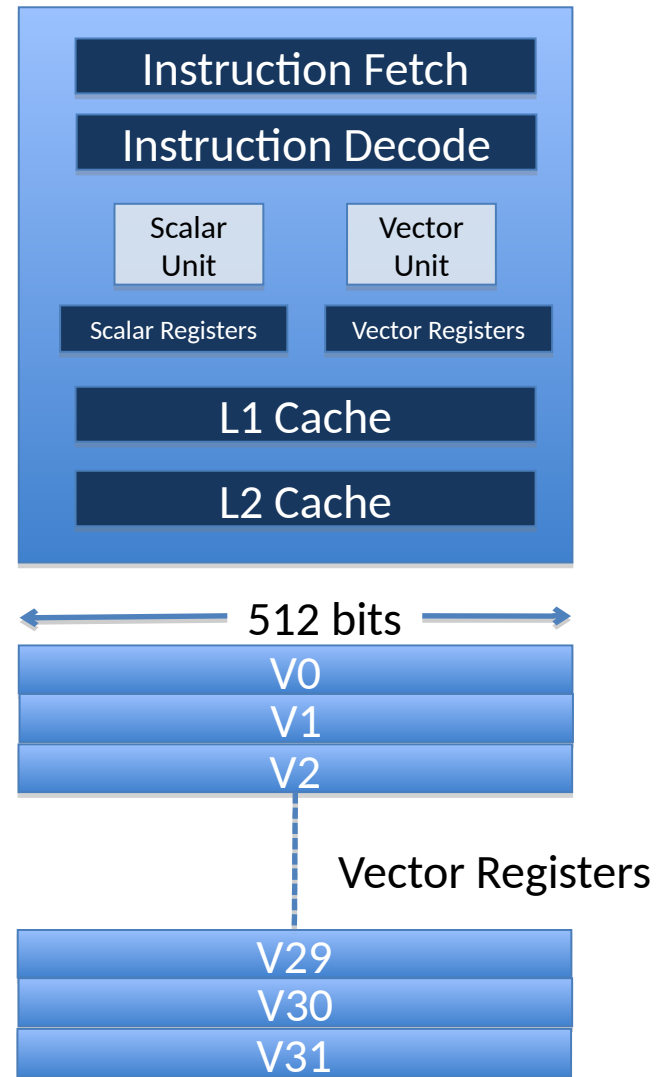 Instruction Fetch
Instruction Decode
Scalar
Unit
Vector
Unit
Scalar Registers
Vector Registers
L1 Cache
L2 Cache
512 bits
V0
V1
V2
Vector Registers
V29
V30
V31